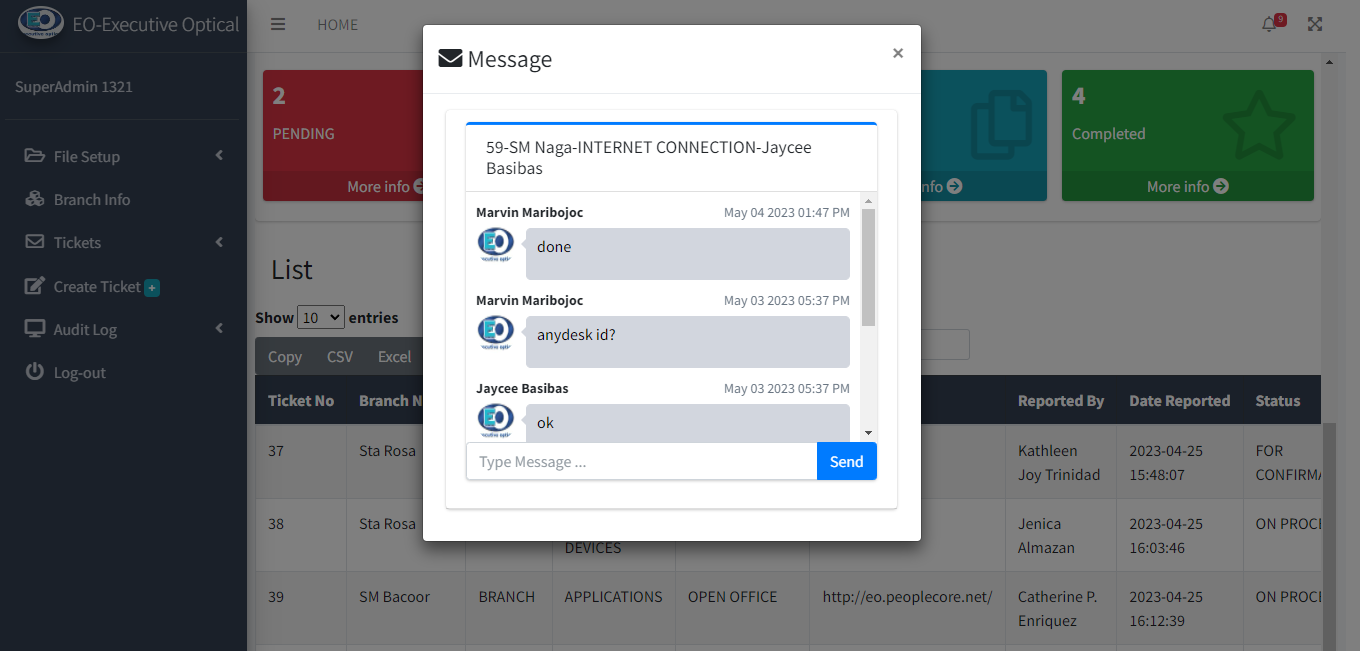 EO-Executive Optical
HOME
9
SuperAdmin 1321
File Setup
Branch Info
Tickets
Create Ticket +
Audit Log
Log-out
2
PENDING
More info
nfo
4
Completed
More info
Message
×
59-SM Naga-INTERNET CONNECTION-Jaycee
Basibas
Marvin Maribojoc May 04 2023 01:47 PM
done
Marvin Maribojoc May 03 2023 05:37 PM
anydesk id?
Jaycee Basibas May 03 2023 05:37 PM
ok
Type Message ... Send
List
Show 10 entries
Copy CSV Excel
Ticket No Branch N Reported By Date Reported Status
37 Sta Rosa Kathleen 2023-04-25 FOR
Joy Trinidad 15:48:07 CONFIRMA
38 Sta Rosa Jenica 2023-04-25 ON PROCE
DEVICES Almazan 16:03:46
39 SM Bacoor BRANCH APPLICATIONS OPEN OFFICE http://eo.peoplecore.net/ Catherine P. 2023-04-25 ON PROCE
Enriquez 16:12:39